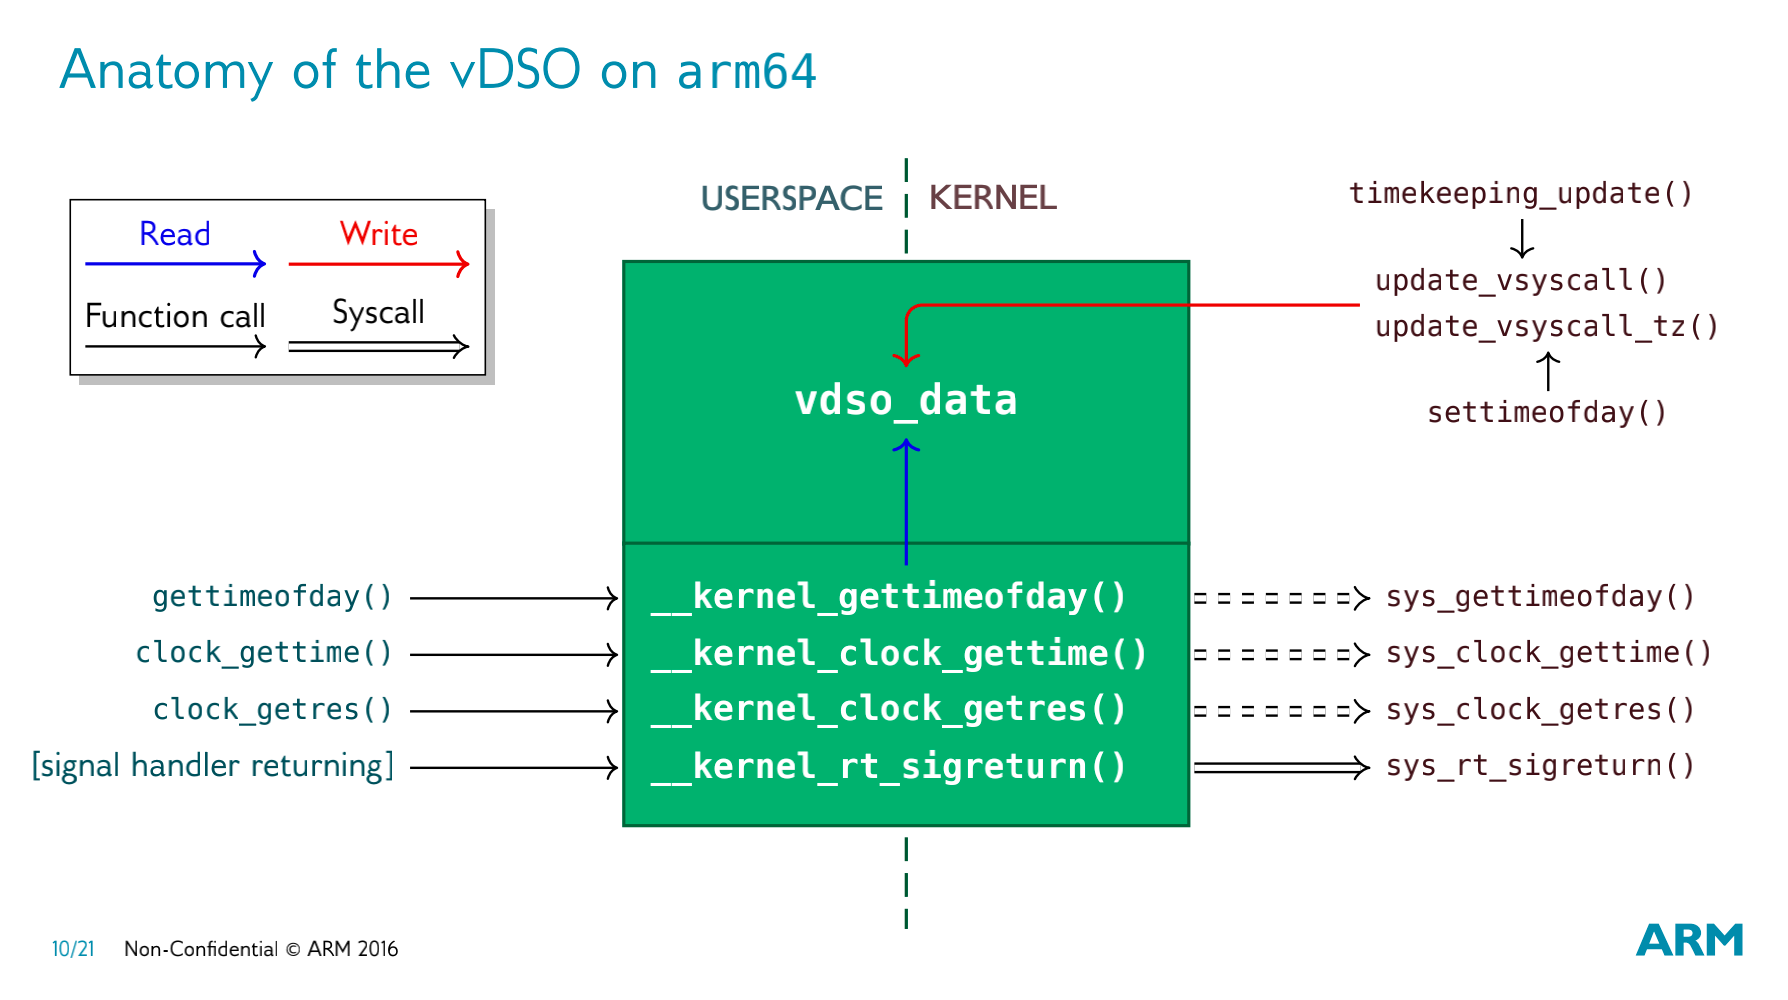 Anatomy of the vDSO on arm64
Read
Write
Function call
Syscall
USERSPACE
KERNEL
timekeeping_update()
update_vsyscall()
update_vsyscall_tz()
settimeofday()
vdso_data
gettimeofday()
__kernel_gettimeofday()
sys_gettimeofday()
clock_gettime()
__kernel_clock_gettime()
sys_clock_gettime()
clock_getres()
__kernel_clock_getres()
sys_clock_getres()
[signal handler returning]
__kernel_rt_sigreturn()
sys_rt_sigreturn()
10/21
Non-Confidential © ARM 2016
ARM